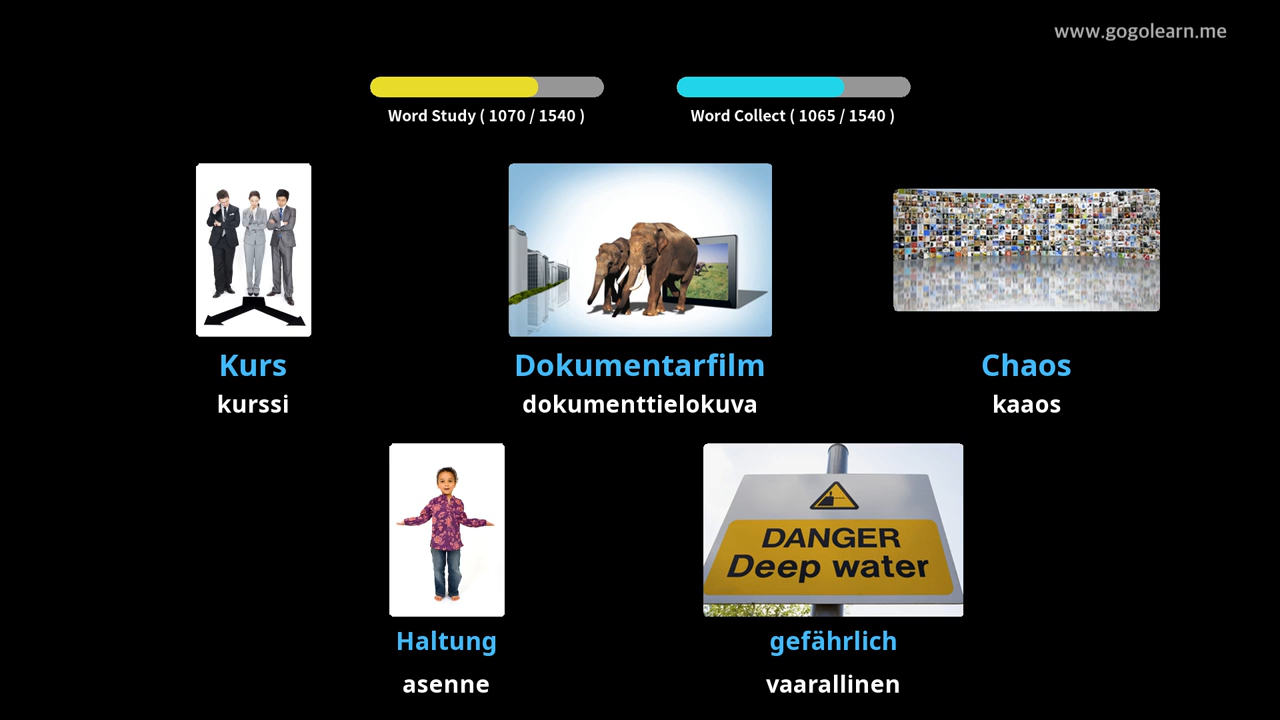 www.gogolearn.me
Word Study ( 1070 / 1540 )
Word Collect ( 1065 / 1540 )
Kurs
kurssi
Dokumentarfilm
dokumenttielokuva
Chaos
kaaos
DANGER
Deep water
Haltung
asenne
gefährlich
vaarallinen